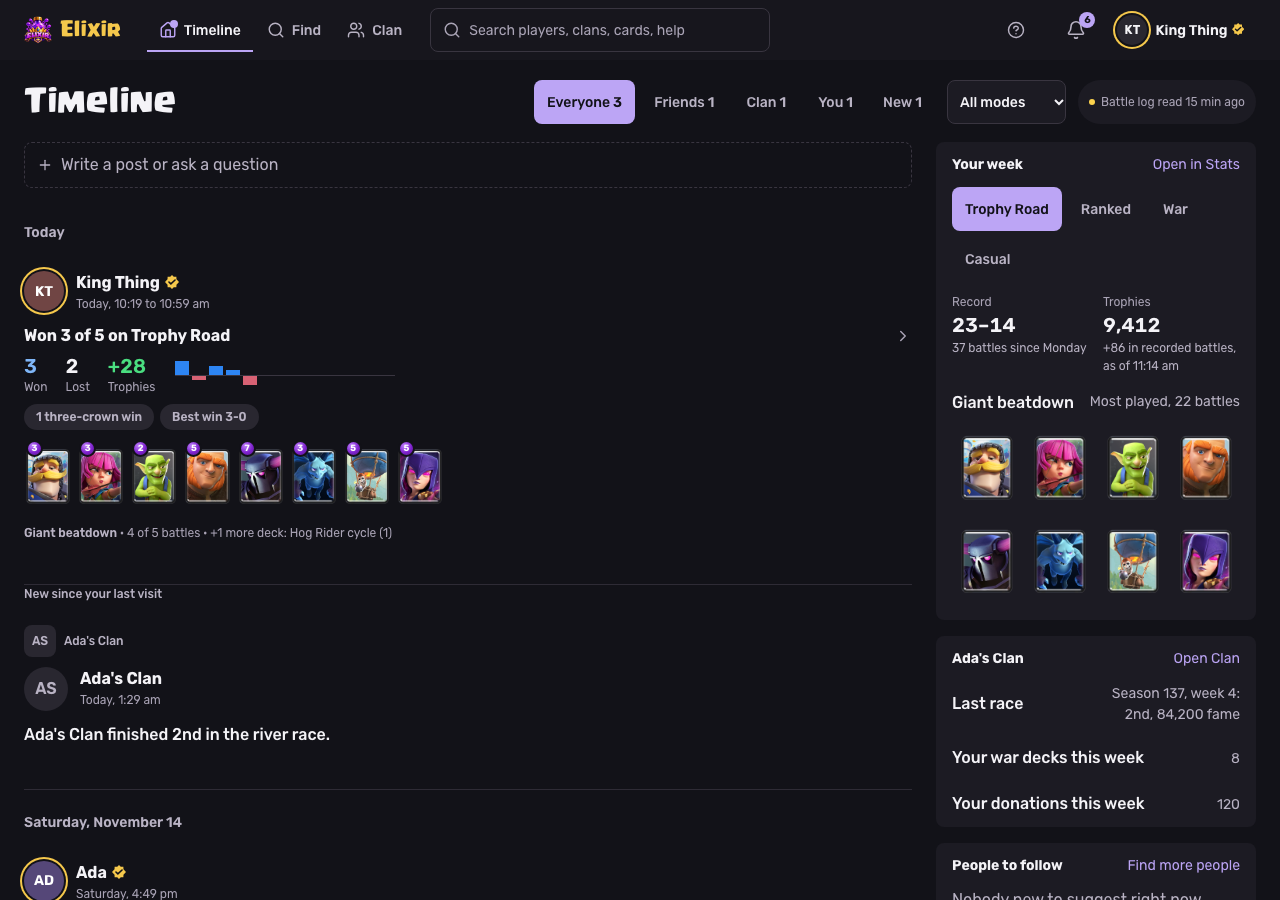 Elixir
Timeline
Find
Clan
Search players, clans, cards, help
6
KT
King Thing
Timeline
Everyone 3
Friends 1
Clan 1
You 1
New 1
All modes
Battle log read 15 min ago
+ Write a post or ask a question
Today
KT
King Thing
Today, 10:19 to 10:59 am
Won 3 of 5 on Trophy Road
3 2 +28
Won Lost Trophies
1 three-crown win
Best win 3-0
3 3 2 5 7 3 5 5
Giant beatdown • 4 of 5 battles • +1 more deck: Hog Rider cycle (1)
New since your last visit
AS Ada's Clan
AS
Ada's Clan
Today, 1:29 am
Ada's Clan finished 2nd in the river race.
Saturday, November 14
AD
Ada
Saturday, 4:49 pm
Your week
Open in Stats
Trophy Road
Ranked
War
Casual
Record
23–14
37 battles since Monday
Trophies
9,412
+86 in recorded battles,
as of 11:14 am
Giant beatdown
Most played, 22 battles
Ada's Clan
Open Clan
Last race
Season 137, week 4:
2nd, 84,200 fame
Your war decks this week
8
Your donations this week
120
People to follow
Find more people
Nobody new to suggest right now